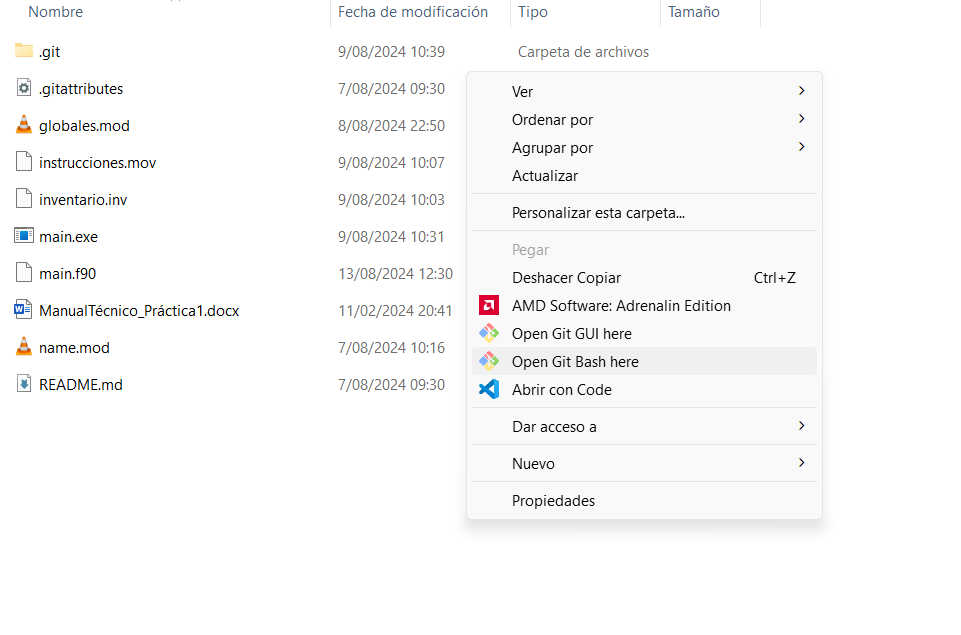 Nombre Fecha de modificación Tipo Tamaño
.git 9/08/2024 10:39 Carpeta de archivos
.gitattributes 7/08/2024 09:30
globales.mod 8/08/2024 22:50
instrucciones.mov 9/08/2024 10:07
inventario.inv 9/08/2024 10:03
main.exe 9/08/2024 10:31
main.f90 13/08/2024 12:30
ManualTécnico_Práctica1.docx 11/02/2024 20:41
name.mod 7/08/2024 10:16
README.md 7/08/2024 09:30
Ver
Ordenar por
Agrupar por
Actualizar
Personalizar esta carpeta...
Pegar
Deshacer Copiar Ctrl+Z
AMD Software: Adrenalin Edition
Open Git GUI here
Open Git Bash here
Abrir con Code
Dar acceso a
Nuevo
Propiedades